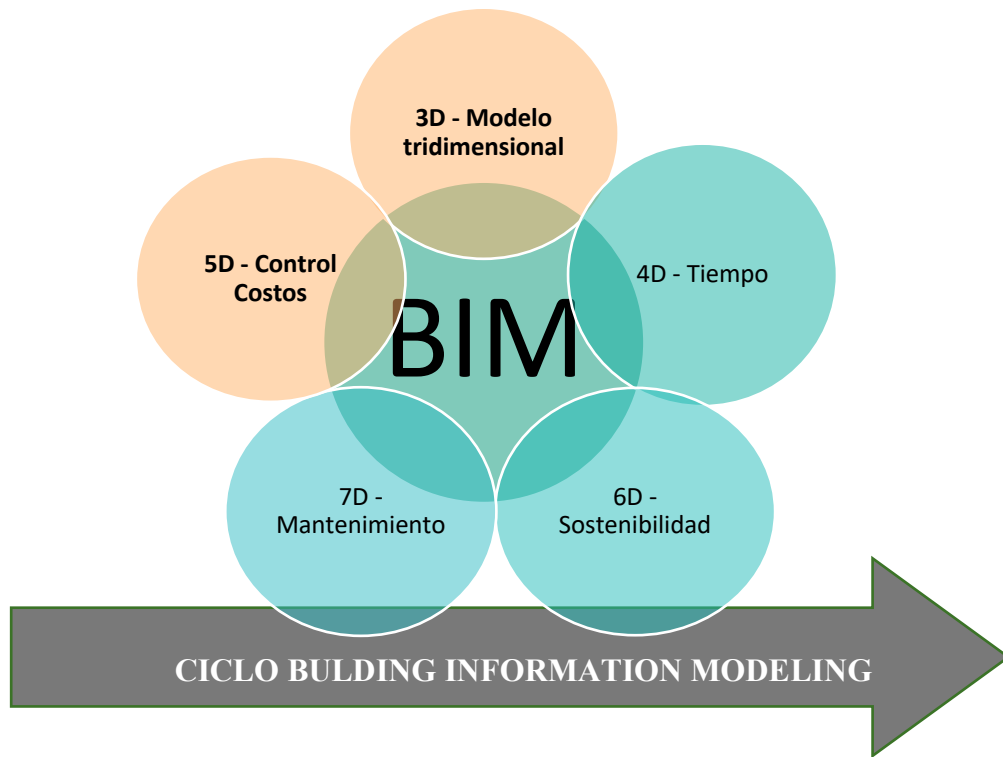 3D - Modelo
tridimensional
5D - Control
Costos
4D - Tiempo
BIM
7D -
Mantenimiento
6D -
Sostenibilidad
CICLO BULDING INFORMATION MODELING